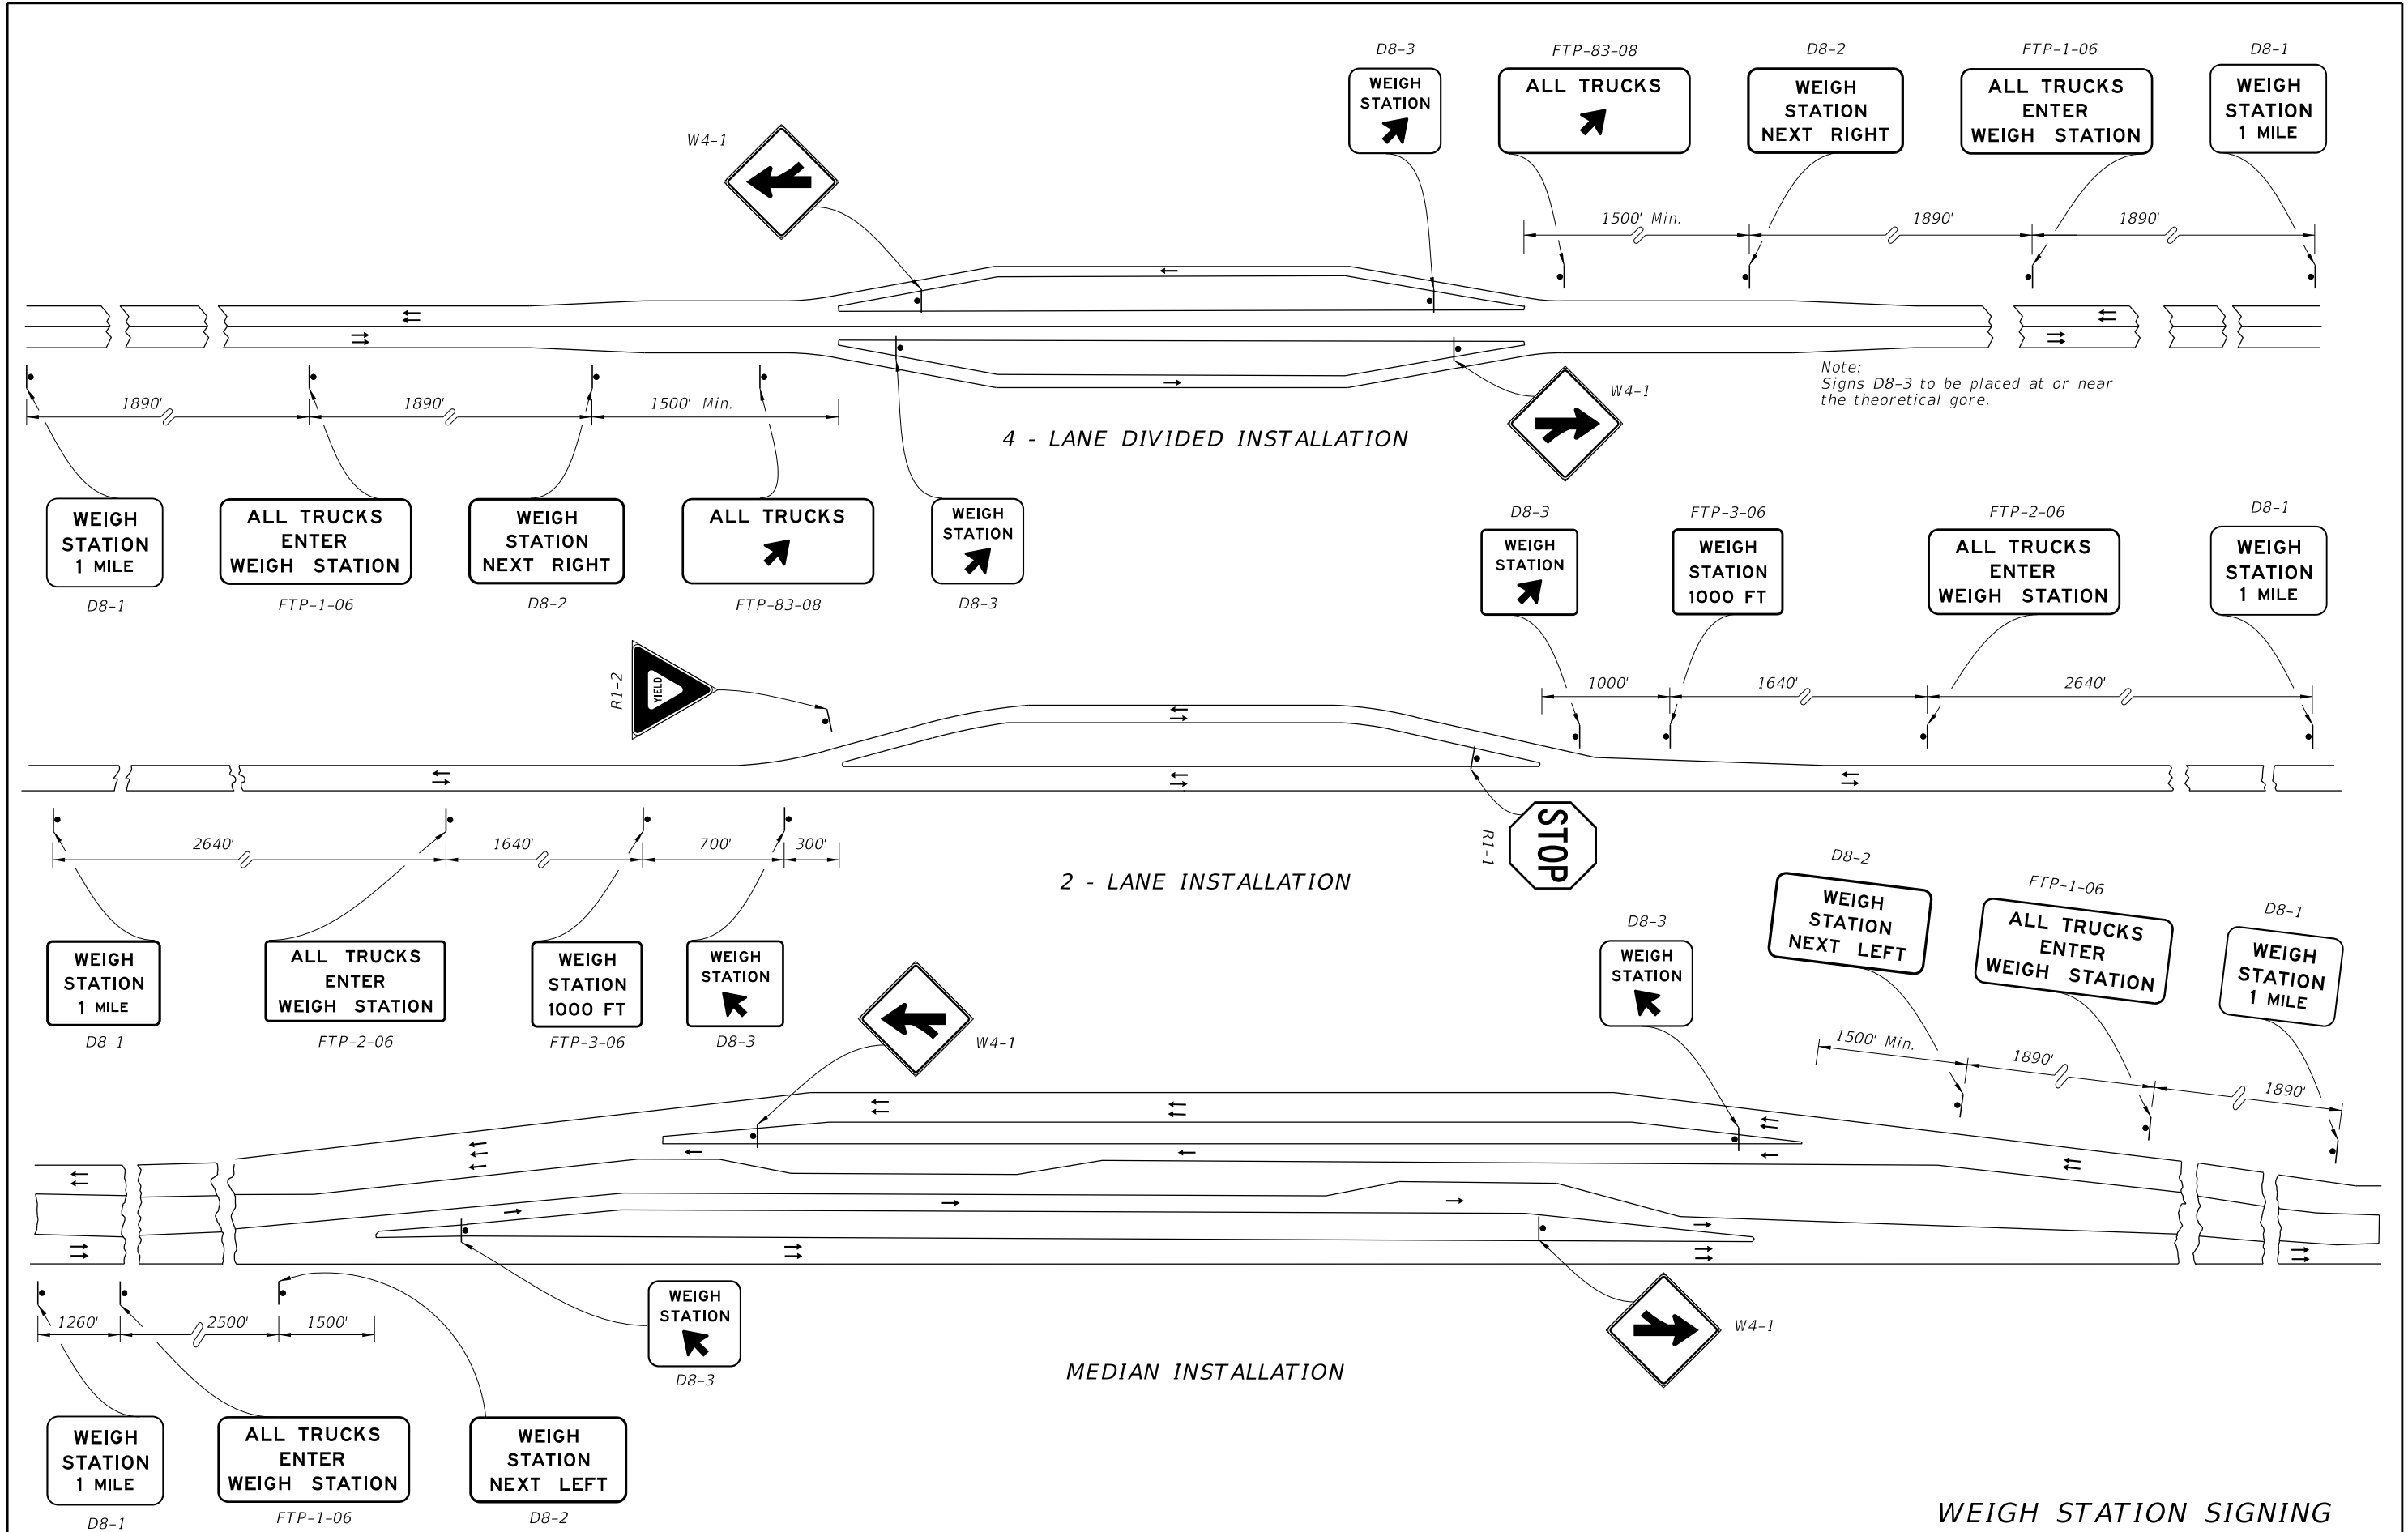 D8-3
FTP-83-08
D8-2
FTP-1-06
D8-1
WEIGH
STATION
ALL TRUCKS
WEIGH
STATION
NEXT RIGHT
ALL TRUCKS
ENTER
WEIGH STATION
WEIGH
STATION
1 MILE
W4-1
1500' Min.
1890'
1890'
Note:
Signs D8-3 to be placed at or near
the theoretical gore.
W4-1
1890'
1890'
1500' Min.
4 - LANE DIVIDED INSTALLATION
WEIGH
STATION
1 MILE
D8-1
ALL TRUCKS
ENTER
WEIGH STATION
FTP-1-06
WEIGH
STATION
NEXT RIGHT
D8-2
ALL TRUCKS
FTP-83-08
WEIGH
STATION
D8-3
D8-3
WEIGH
STATION
FTP-3-06
WEIGH
STATION
1000 FT
FTP-2-06
ALL TRUCKS
ENTER
WEIGH STATION
D8-1
WEIGH
STATION
1 MILE
R1-2
YIELD
1000'
1640'
2640'
2640'
1640'
700'
300'
R1-1
STOP
2 - LANE INSTALLATION
WEIGH
STATION
1 MILE
D8-1
ALL TRUCKS
ENTER
WEIGH STATION
FTP-2-06
WEIGH
STATION
1000 FT
FTP-3-06
WEIGH
STATION
D8-3
W4-1
D8-3
WEIGH
STATION
D8-2
WEIGH
STATION
NEXT LEFT
FTP-1-06
ALL TRUCKS
ENTER
WEIGH STATION
D8-1
WEIGH
STATION
1 MILE
1500' Min.
1890'
1890'
1260'
2500'
1500'
WEIGH
STATION
D8-3
W4-1
MEDIAN INSTALLATION
WEIGH
STATION
1 MILE
D8-1
ALL TRUCKS
ENTER
WEIGH STATION
FTP-1-06
WEIGH
STATION
NEXT LEFT
D8-2
WEIGH STATION SIGNING